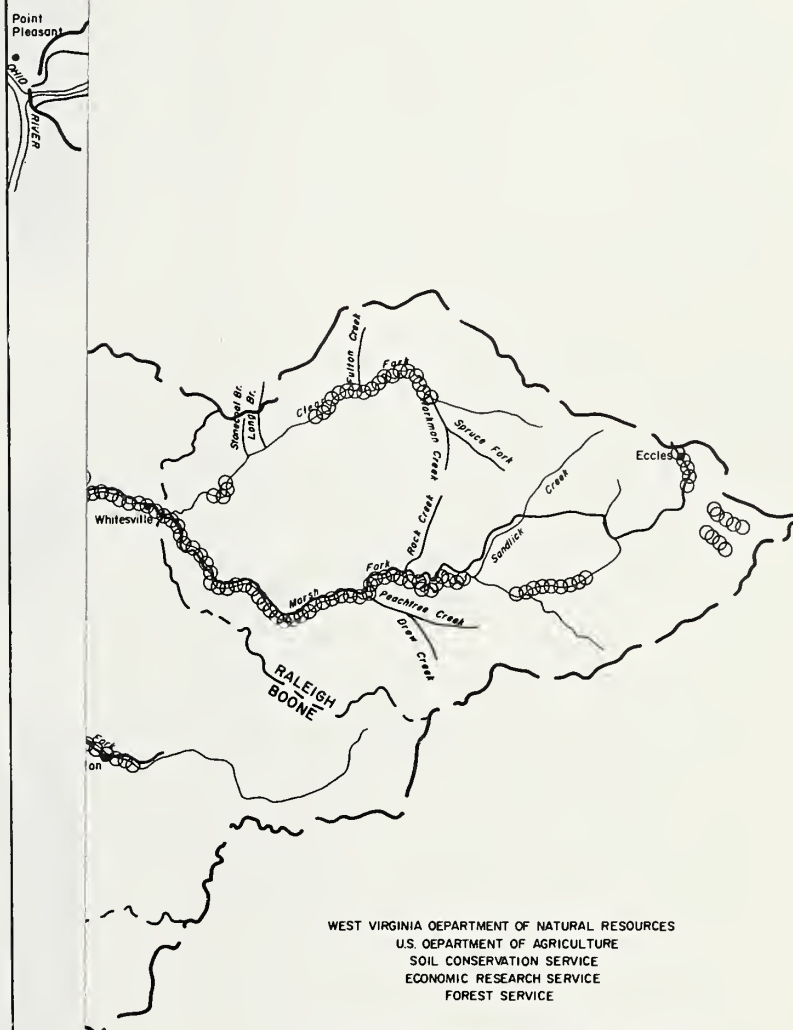 Point
Pleasant
OHIO
RIVER
Fulton Creek
Fork
Clear
Stonecoal Br.
Long Br.
Workman Creek
Spruce Fork
Eccles
Creek
Whitesville
Rock Creek
Sandlick
Fork
Marsh
Peachtree Creek
Drew Creek
RALEIGH
BOONE
Fork
on
WEST VIRGINIA DEPARTMENT OF NATURAL RESOURCES
U.S. DEPARTMENT OF AGRICULTURE
SOIL CONSERVATION SERVICE
ECONOMIC RESEARCH SERVICE
FOREST SERVICE